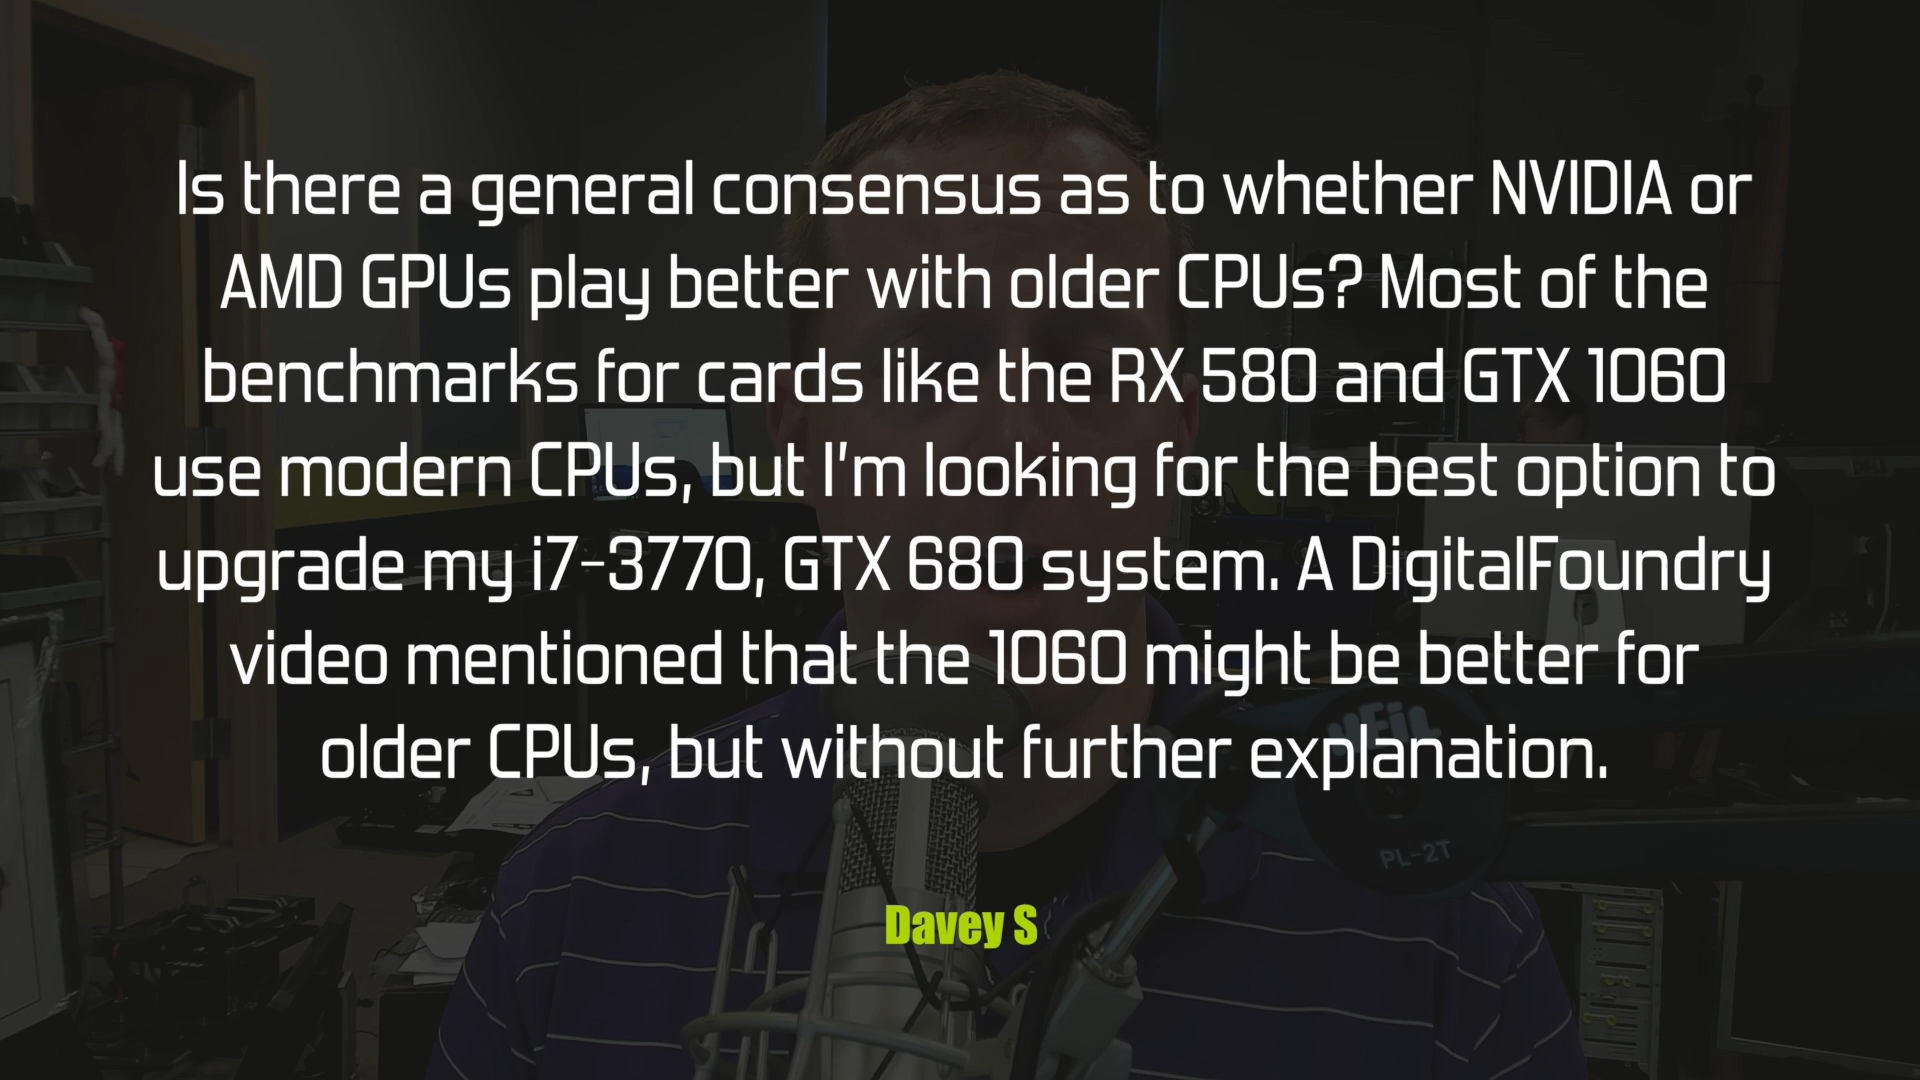 Is there a general consensus as to whether NVIDIA or
AMD GPUs play better with older CPUs? Most of the
benchmarks for cards like the RX 580 and GTX 1060
use modern CPUs, but I'm looking for the best option to
upgrade my i7-3770, GTX 680 system. A DigitalFoundry
video mentioned that the 1060 might be better for
older CPUs, but without further explanation.
HEIL
PL-2T
Davey S